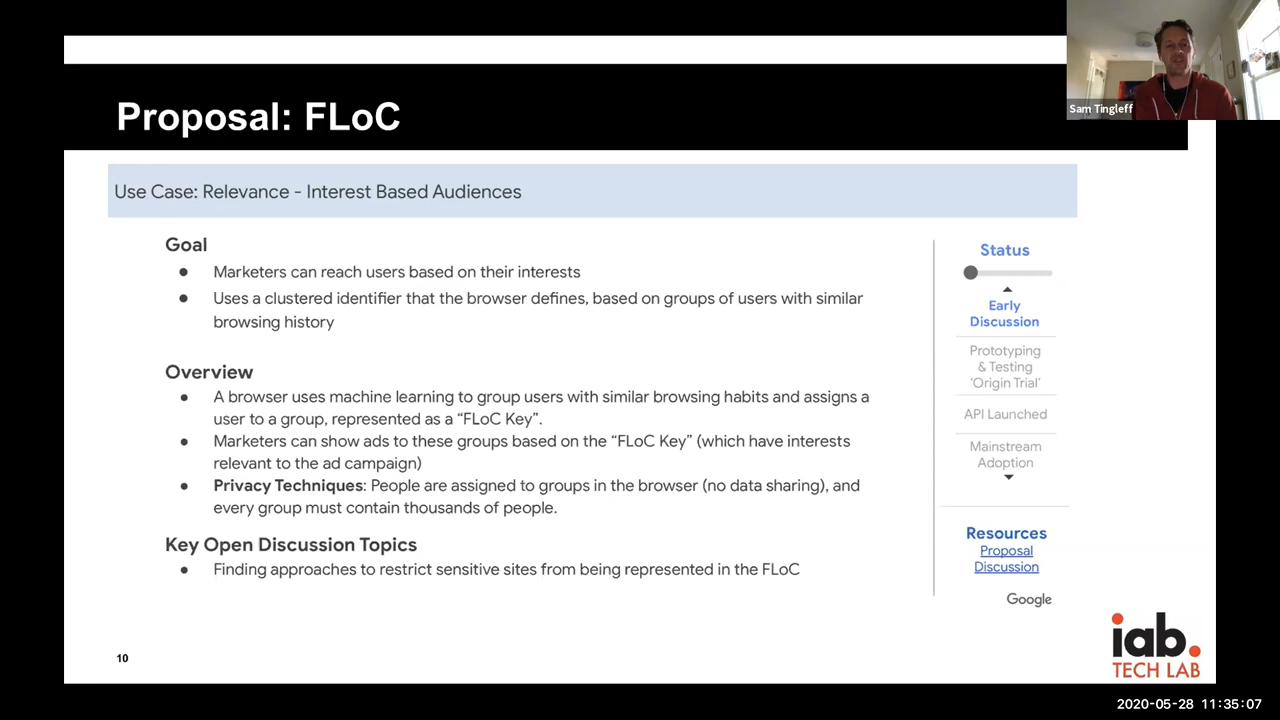 Sam Tingleff
Proposal: FLoC
Use Case: Relevance - Interest Based Audiences
Goal
● Marketers can reach users based on their interests
● Uses a clustered identifier that the browser defines, based on groups of users with similar
browsing history
Overview
● A browser uses machine learning to group users with similar browsing habits and assigns a
user to a group, represented as a “FLoC Key”.
● Marketers can show ads to these groups based on the “FLoC Key” (which have interests
relevant to the ad campaign)
● Privacy Techniques: People are assigned to groups in the browser (no data sharing), and
every group must contain thousands of people.
Key Open Discussion Topics
● Finding approaches to restrict sensitive sites from being represented in the FLoC
Status
Early
Discussion
Prototyping
& Testing
‘Origin Trial’
API Launched
Mainstream
Adoption
Resources
Proposal
Discussion
Google
10
iab.
TECH LAB
2020-05-28 11:35:07